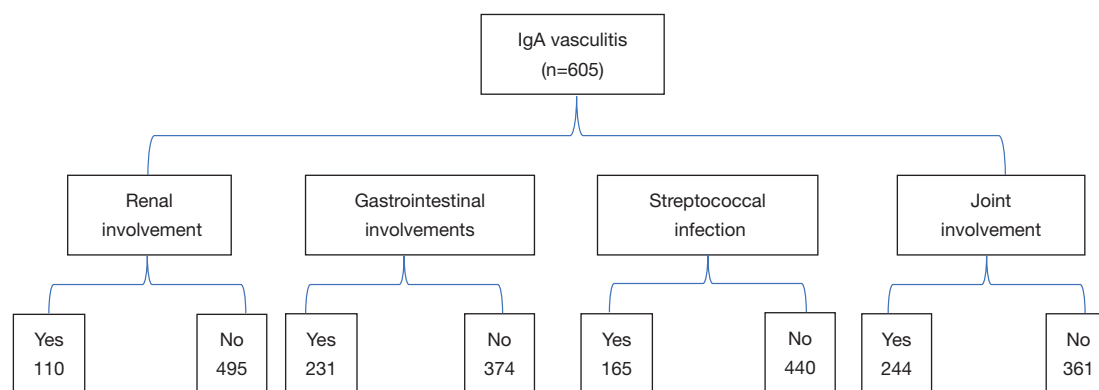 IgA vasculitis
(n=605)
Renal
involvement
Gastrointestinal
involvements
Streptococcal
infection
Joint
involvement
Yes
110
No
495
Yes
231
No
374
Yes
165
No
440
Yes
244
No
361